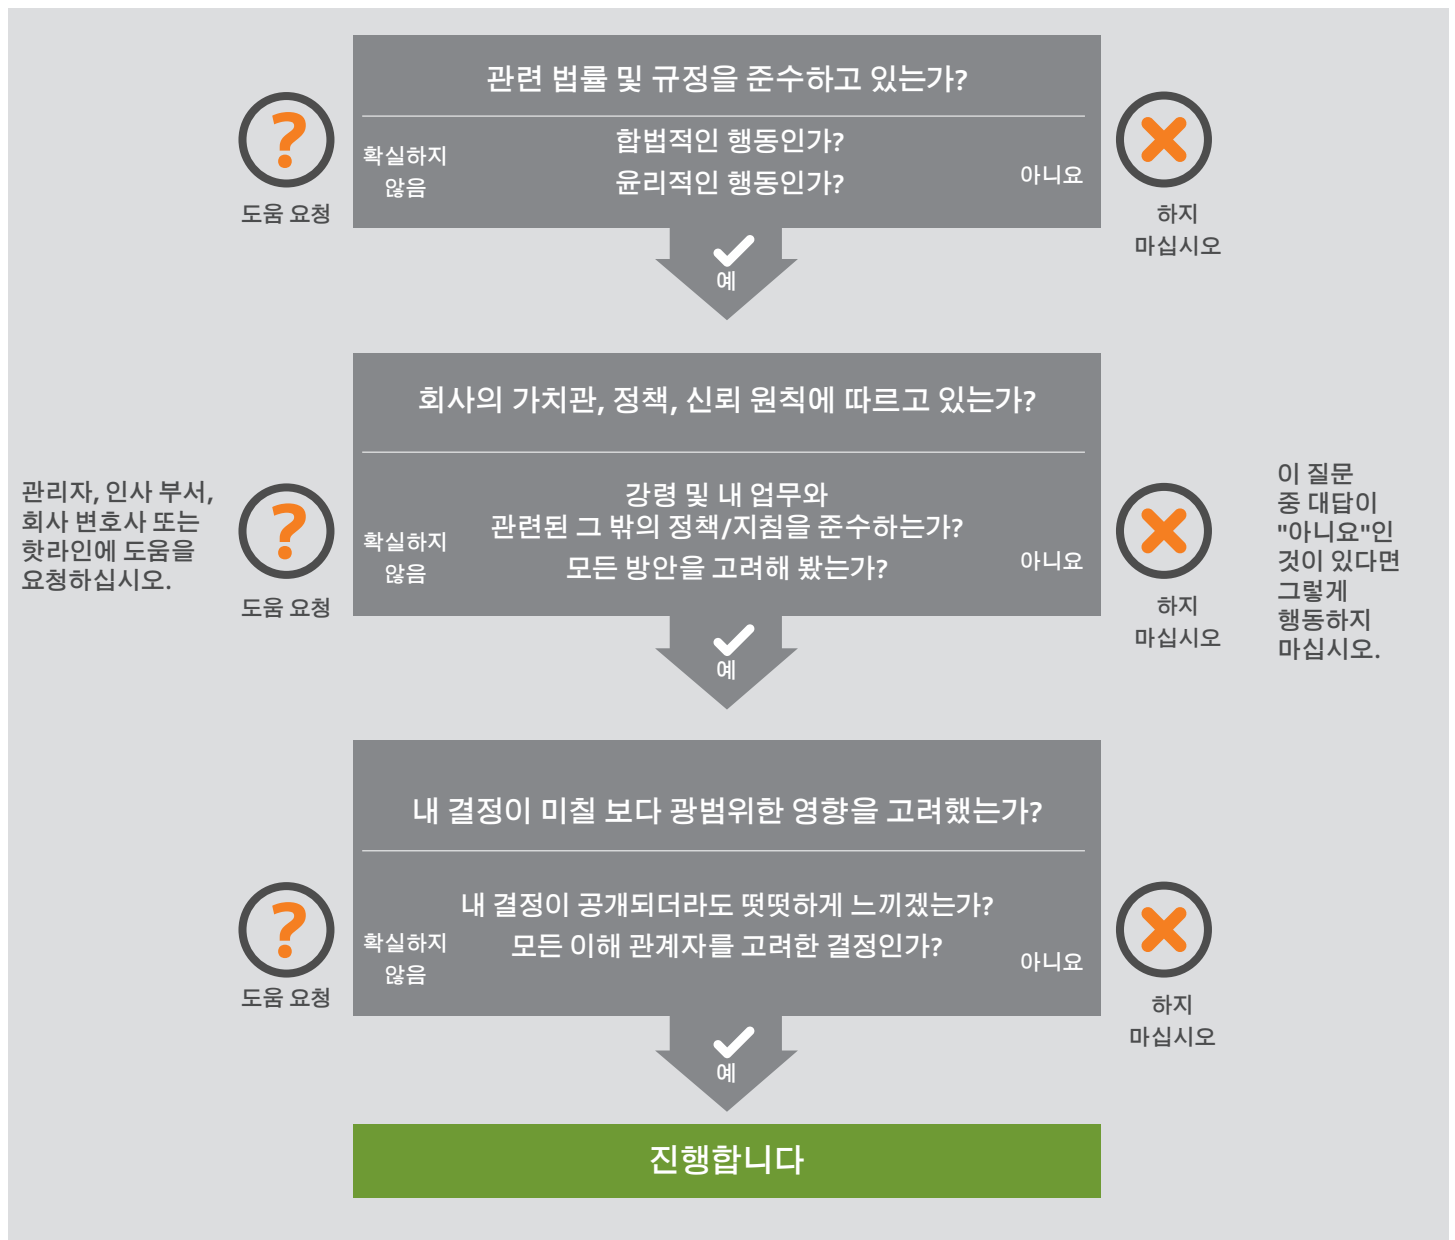 관련 법률 및 규정을 준수하고 있는가?
합법적인 행동인가?
윤리적인 행동인가?
확실하지
않음
아니요
도움 요청
하지
마십시오
예
회사의 가치관, 정책, 신뢰 원칙에 따르고 있는가?
강령 및 내 업무와
관련된 그 밖의 정책/지침을 준수하는가?
모든 방안을 고려해 봤는가?
확실하지
않음
아니요
관리자, 인사 부서,
회사 변호사 또는
핫라인에 도움을
요청하십시오.
도움 요청
하지
마십시오
이 질문
중 대답이
"아니요"인
것이 있다면
그렇게
행동하지
마십시오.
예
내 결정이 미칠 보다 광범위한 영향을 고려했는가?
내 결정이 공개되더라도 떳떳하게 느끼겠는가?
모든 이해 관계자를 고려한 결정인가?
확실하지
않음
아니요
도움 요청
하지
마십시오
예
진행합니다